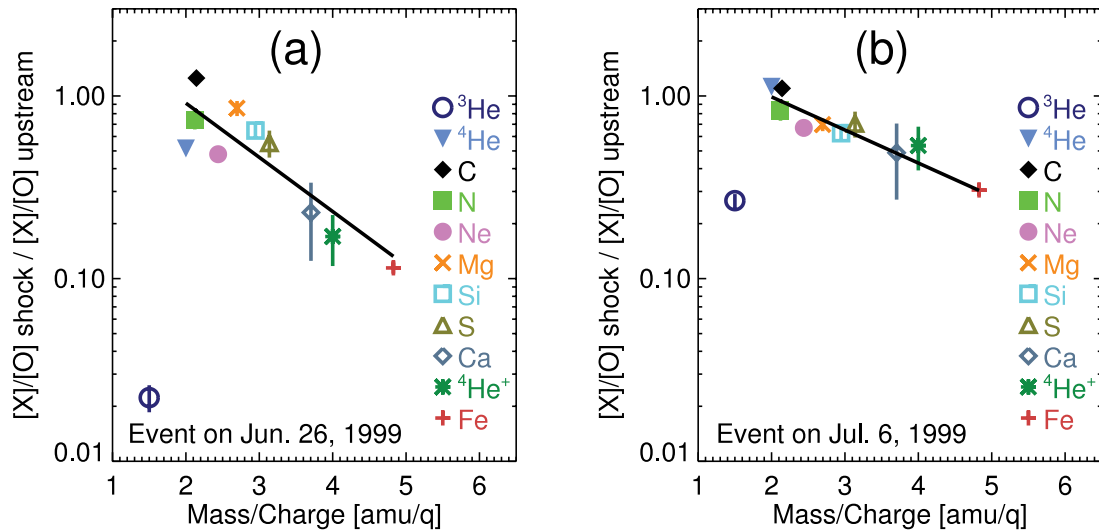 (a)
[X]/[O] shock / [X]/[O] upstream
1.00
0.10
0.01
³He
⁴He
C
N
Ne
Mg
Si
S
Ca
⁴He⁺
Fe
Event on Jun. 26, 1999
1 2 3 4 5 6
Mass/Charge [amu/q]
(b)
[X]/[O] shock / [X]/[O] upstream
1.00
0.10
0.01
³He
⁴He
C
N
Ne
Mg
Si
S
Ca
⁴He⁺
Fe
Event on Jul. 6, 1999
1 2 3 4 5 6
Mass/Charge [amu/q]